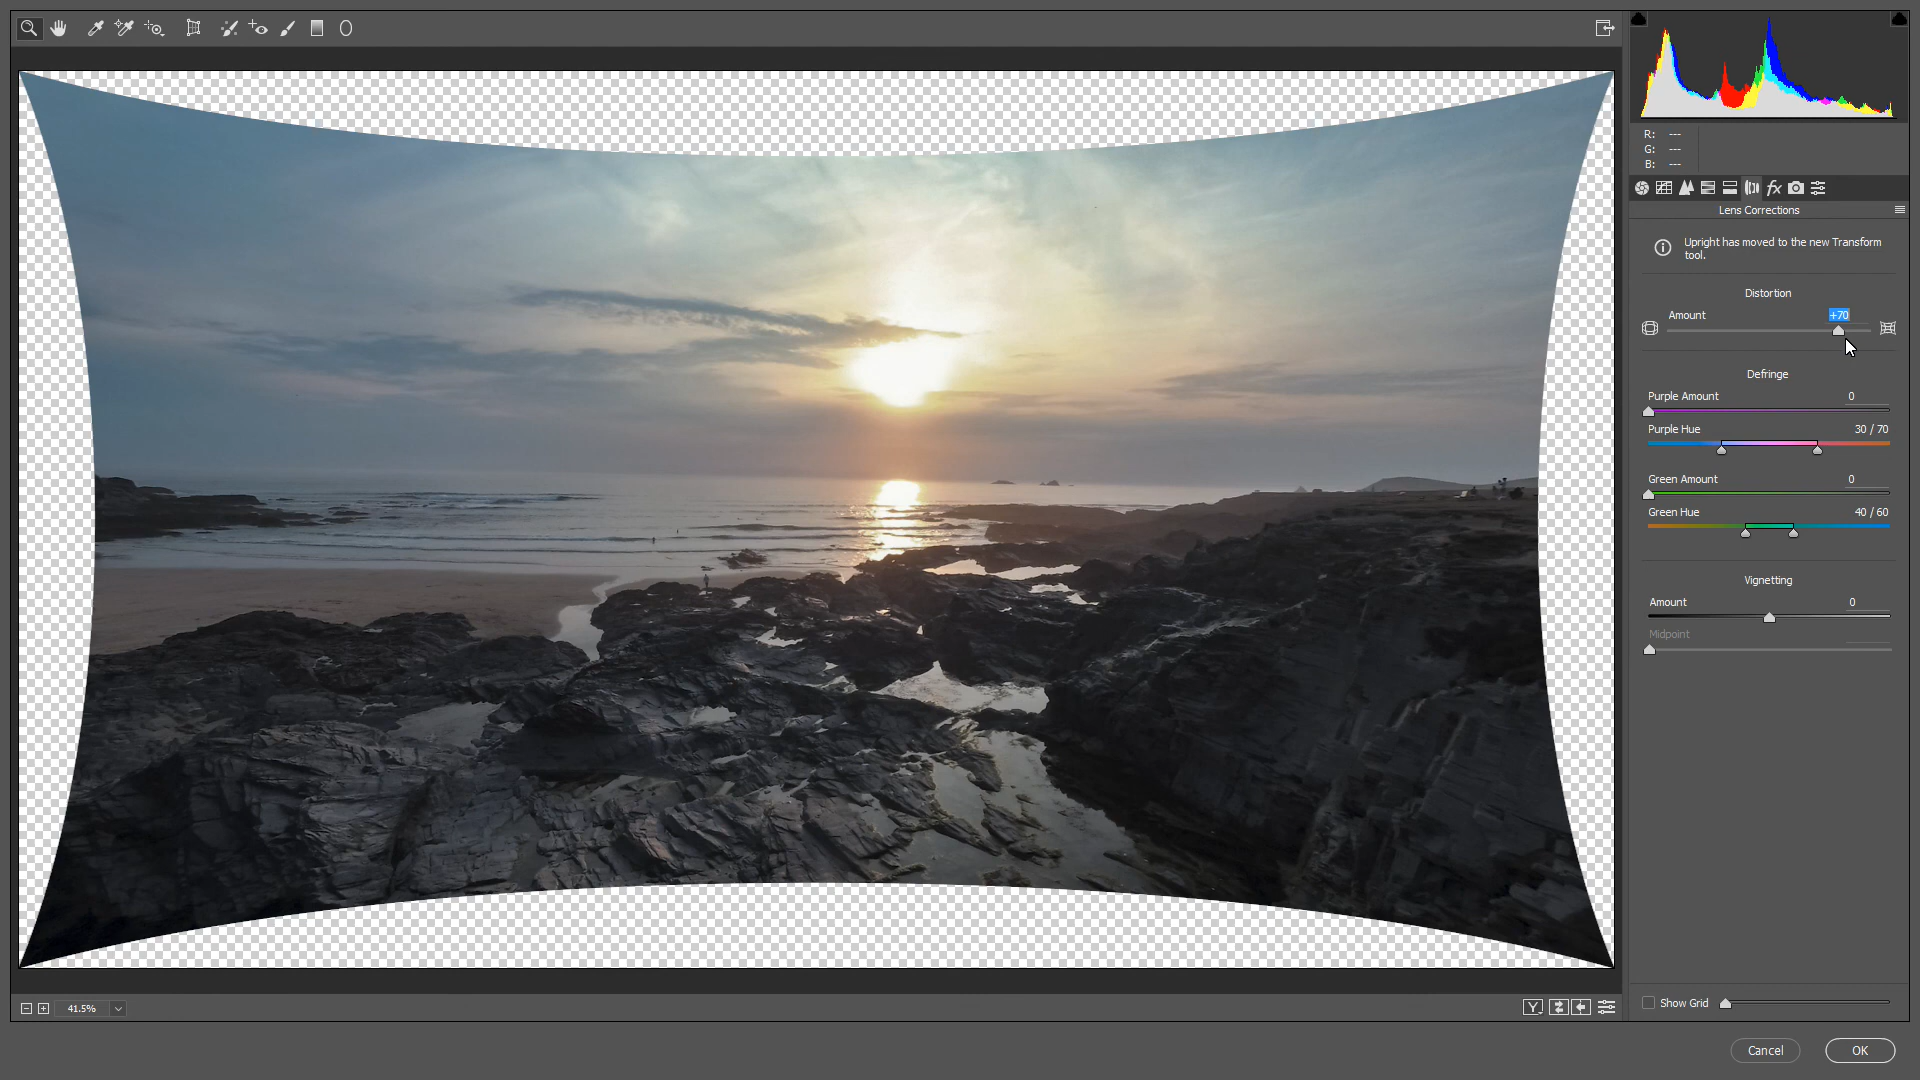 R: ---
G: ---
B: ---
fx
Lens Corrections
Upright has moved to the new Transform
tool.
Distortion
Amount +70
Defringe
Purple Amount 0
Purple Hue 30 / 70
Green Amount 0
Green Hue 40 / 60
Vignetting
Amount 0
Midpoint
41.5%
Y
Show Grid
Cancel OK